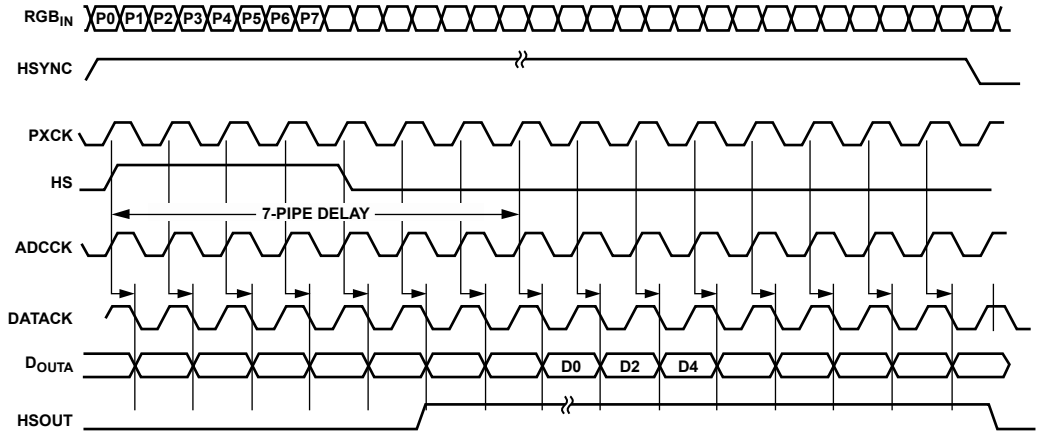 RGBIN P0 P1 P2 P3 P4 P5 P6 P7
HSYNC
PXCK
HS
7-PIPE DELAY
ADCCK
DATACK
DOUTA D0 D2 D4
HSOUT